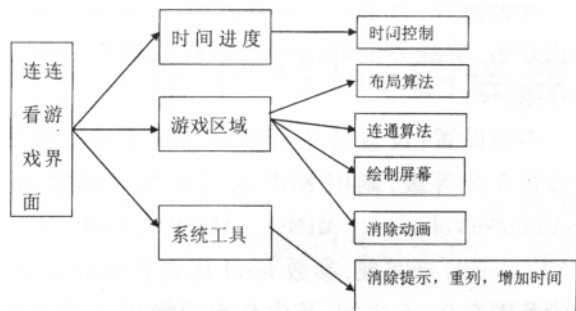 连连
看游
戏界
面
时间进度
游戏区域
系统工具
时间控制
布局算法
连通算法
绘制屏幕
消除动画
消除提示，重列，增加时间